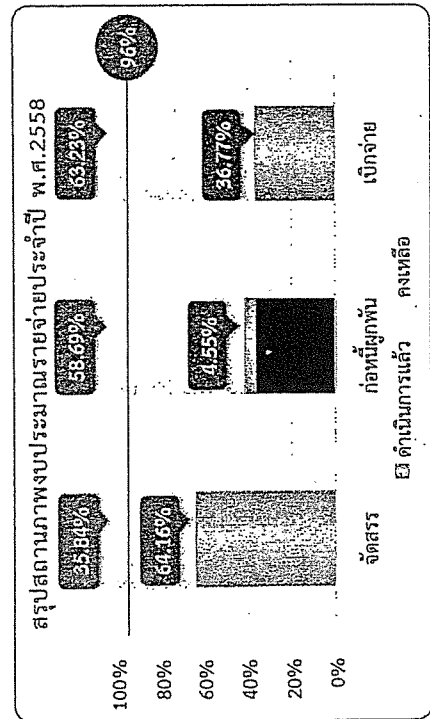 สรุปสถานภาพงบประมาณรายจ่ายประจำปี พ.ศ.2558
35.84% 58.69% 63.23%
96%
64.16% 4.55% 36.77%
100%
80%
60%
40%
20%
0%
จัดสรร ก่อหนี้ผูกพัน เบิกจ่าย
ดำเนินการแล้ว คงเหลือ